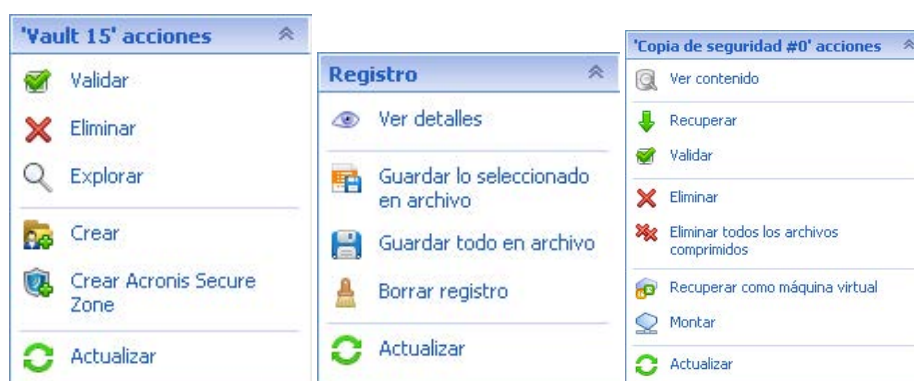 'Vault 15' acciones
Validar
Eliminar
Explorar
Crear
Crear Acronis Secure
Zone
Actualizar
Registro
Ver detalles
Guardar lo seleccionado
en archivo
Guardar todo en archivo
Borrar registro
Actualizar
'Copia de seguridad #0' acciones
Ver contenido
Recuperar
Validar
Eliminar
Eliminar todos los archivos
comprimidos
Recuperar como máquina virtual
Montar
Actualizar